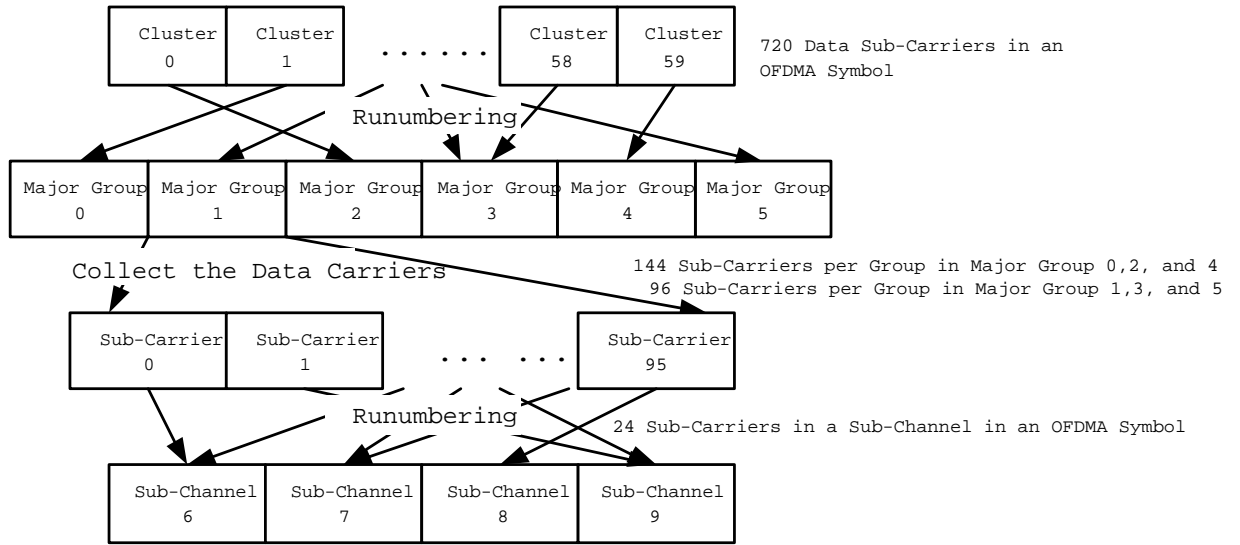 Cluster 0
Cluster 1
. . . . . .
Cluster 58
Cluster 59
720 Data Sub-Carriers in an
OFDMA Symbol
Runumbering
Major Group 0
Major Group 1
Major Group 2
Major Group 3
Major Group 4
Major Group 5
Collect the Data Carriers
144 Sub-Carriers per Group in Major Group 0,2, and 4
96 Sub-Carriers per Group in Major Group 1,3, and 5
Sub-Carrier 0
Sub-Carrier 1
... ...
Sub-Carrier 95
Runumbering
24 Sub-Carriers in a Sub-Channel in an OFDMA Symbol
Sub-Channel 6
Sub-Channel 7
Sub-Channel 8
Sub-Channel 9